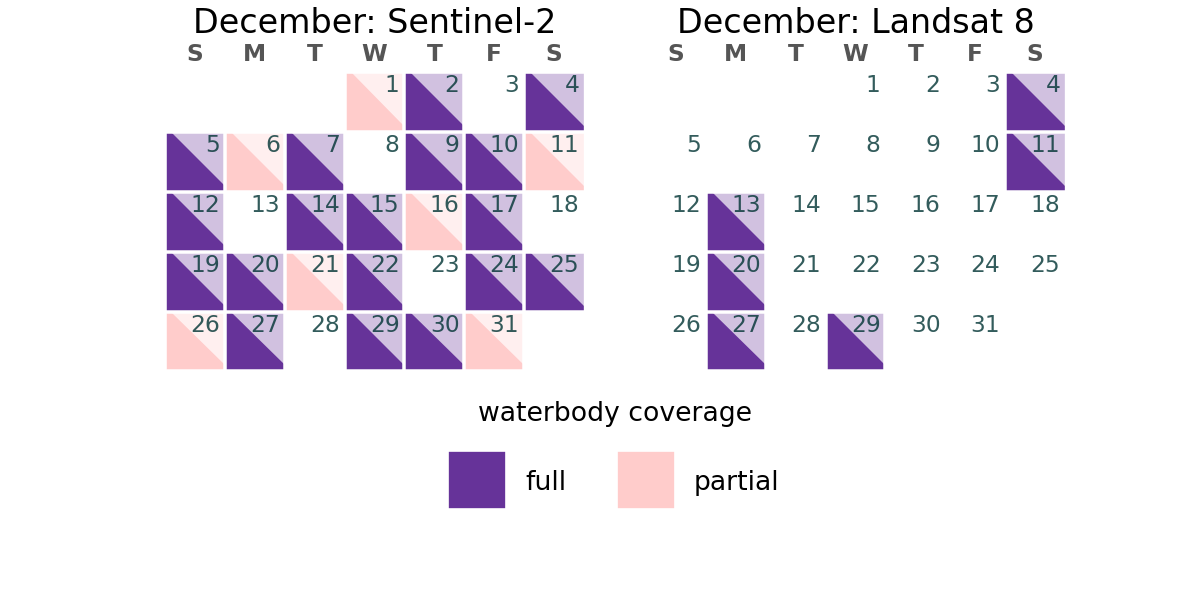 December: Sentinel-2
S M T W T F S
1 2 3 4
5 6 7 8 9 10 11
12 13 14 15 16 17 18
19 20 21 22 23 24 25
26 27 28 29 30 31
December: Landsat 8
S M T W T F S
1 2 3 4
5 6 7 8 9 10 11
12 13 14 15 16 17 18
19 20 21 22 23 24 25
26 27 28 29 30 31
waterbody coverage
full partial